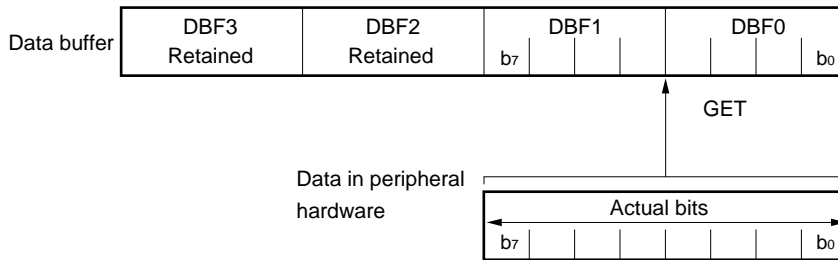 DBF3 DBF2 DBF1 DBF0
Data buffer
Retained Retained
b7 b0
GET
Data in peripheral
hardware
Actual bits
b7 b0